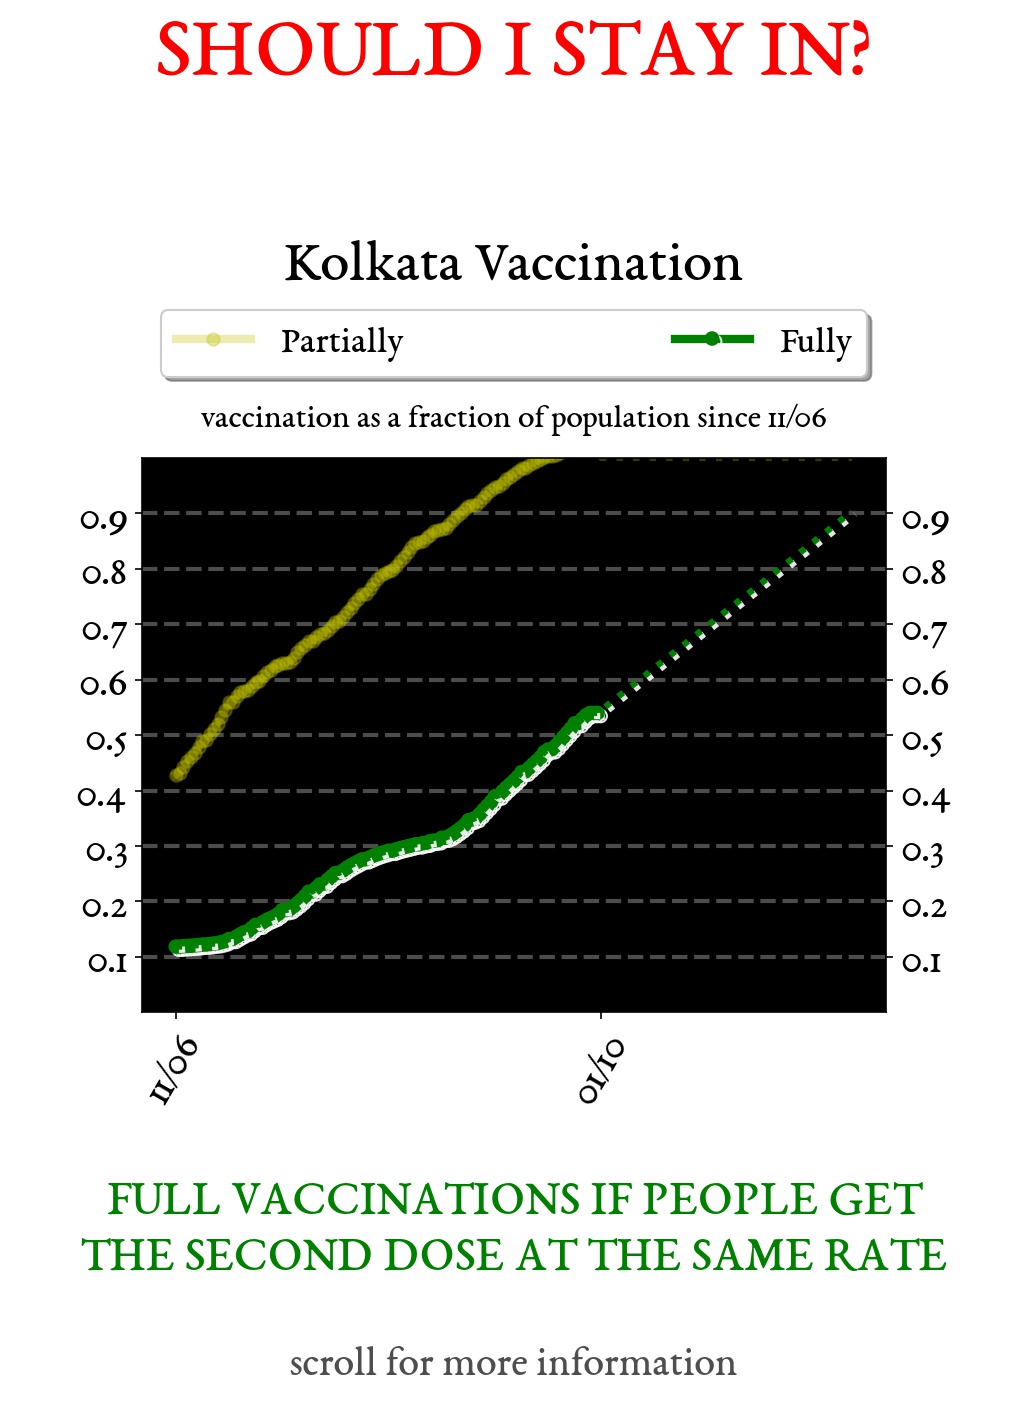 SHOULD I STAY IN?
Kolkata Vaccination
Partially Fully
vaccination as a fraction of population since 11/06
0.9 0.9
0.8 0.8
0.7 0.7
0.6 0.6
0.5 0.5
0.4 0.4
0.3 0.3
0.2 0.2
0.1 0.1
11/06 01/10
FULL VACCINATIONS IF PEOPLE GET
THE SECOND DOSE AT THE SAME RATE
scroll for more information